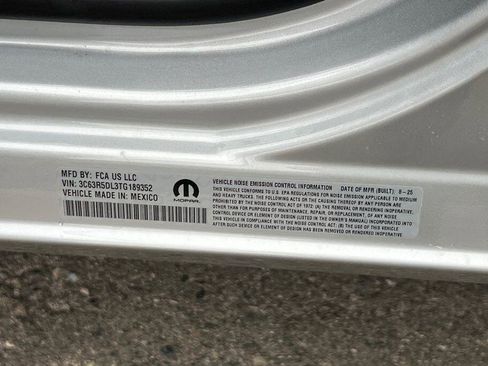 MFD BY: FCA US LLC
VIN: 3C63R5DL3TG189352
VEHICLE MADE IN: MEXICO
MOPAR
VEHICLE NOISE EMISSION CONTROL INFORMATION DATE OF MFR (BUILT): 8-25
THIS VEHICLE CONFORMS TO U.S. EPA REGULATIONS FOR NOISE EMISSION APPLICABLE TO MEDIUM
AND HEAVY TRUCKS. THE FOLLOWING ACTS OR THE CAUSING THEREOF BY ANY PERSON ARE
PROHIBITED BY THE NOISE CONTROL ACT OF 1972: (A) THE REMOVAL OR RENDERING INOPERATIVE,
OTHER THAN FOR PURPOSES OF MAINTENANCE, REPAIR, OR REPLACEMENT, OF ANY NOISE
CONTROL DEVICE OR ELEMENT OF DESIGN (LISTED IN THE OWNER'S MANUAL) INCORPORATED INTO
ANY VEHICLE IN COMPLIANCE WITH THE NOISE CONTROL ACT; (B) THE USE OF THE VEHICLE
AFTER SUCH DEVICE OR ELEMENT OF DESIGN HAS BEEN REMOVED OR RENDERED INOPERATIVE.